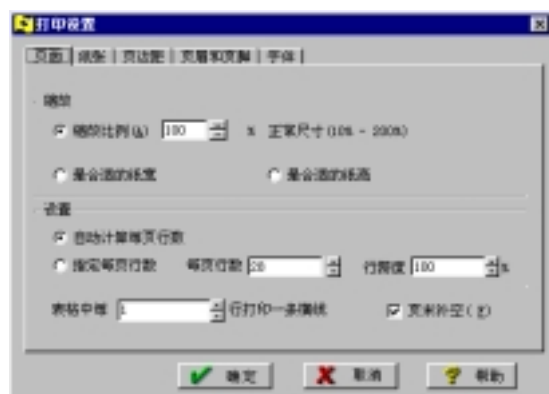 打印设置
页面 纸张 页边距 页眉和页脚 字体
缩放
缩放比例(A) 100 % 正常尺寸(10% - 200%)
最合适的纸宽 最合适的纸高
设置
自动计算每页行数
指定每页行数 每页行数 20 行高度 100 %
表格中每 1 行打印一条横线 页末补空(E)
确定 取消 帮助